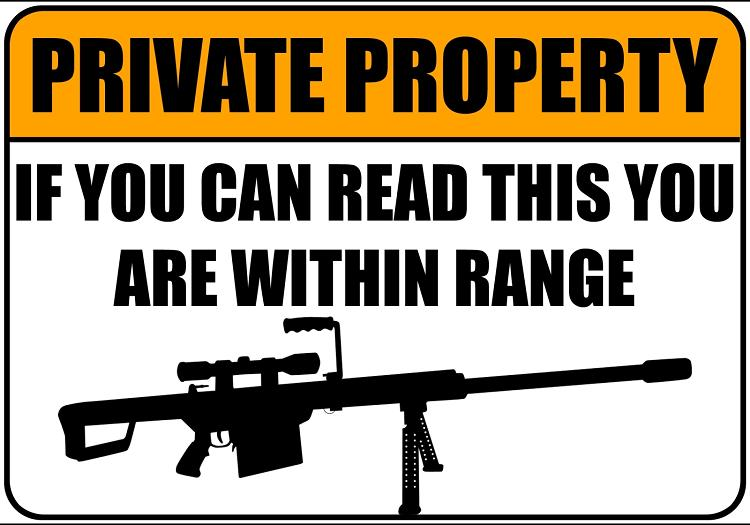 PRIVATE PROPERTY
IF YOU CAN READ THIS YOU
ARE WITHIN RANGE